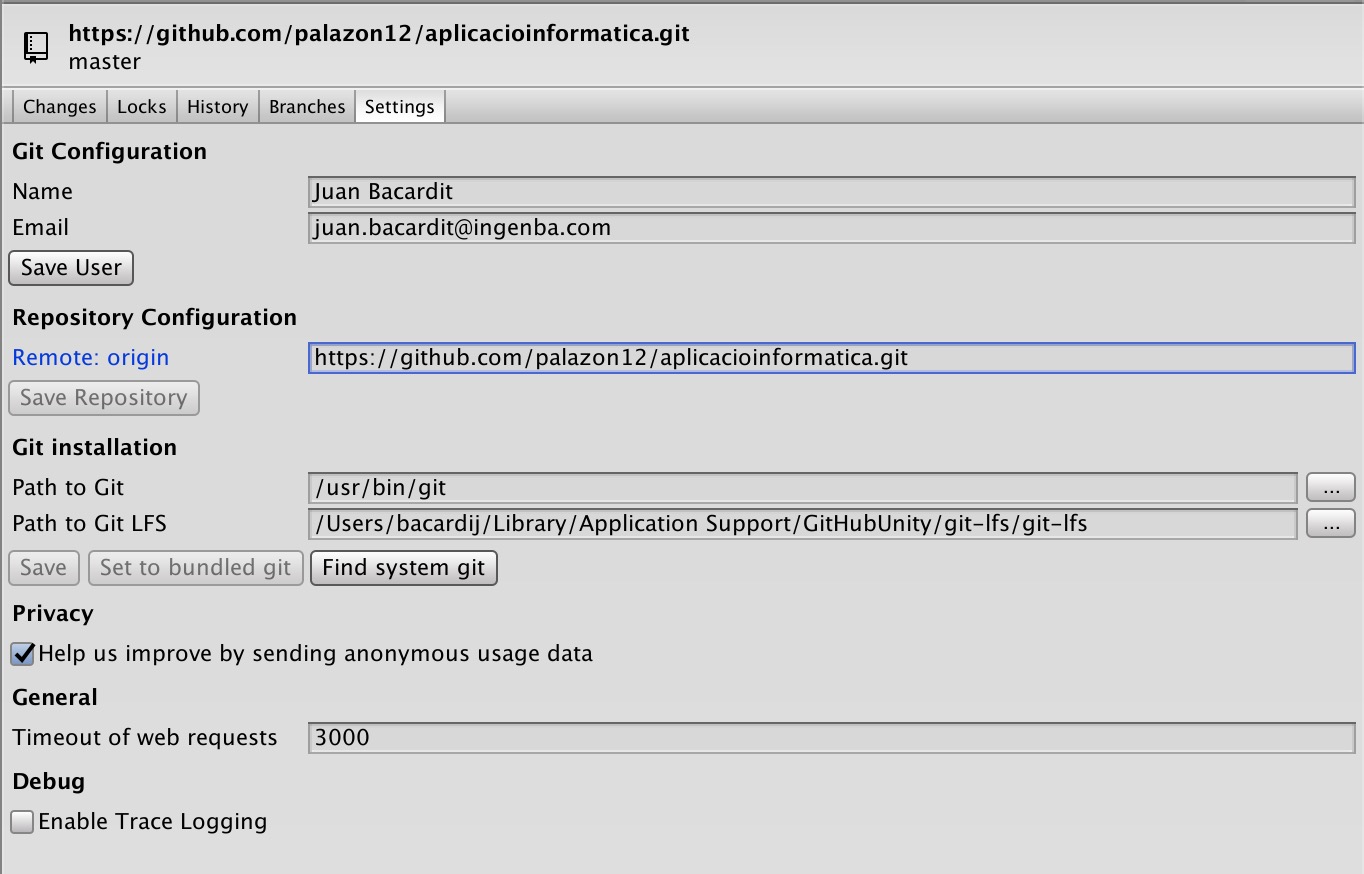 https://github.com/palazon12/aplicacioinformatica.git
master
Changes Locks History Branches Settings
Git Configuration
Name Juan Bacardit
Email juan.bacardit@ingenba.com
Save User
Repository Configuration
Remote: origin https://github.com/palazon12/aplicacioinformatica.git
Save Repository
Git installation
Path to Git /usr/bin/git ...
Path to Git LFS /Users/bacardij/Library/Application Support/GitHubUnity/git-lfs/git-lfs ...
Save Set to bundled git Find system git
Privacy
Help us improve by sending anonymous usage data
General
Timeout of web requests 3000
Debug
Enable Trace Logging